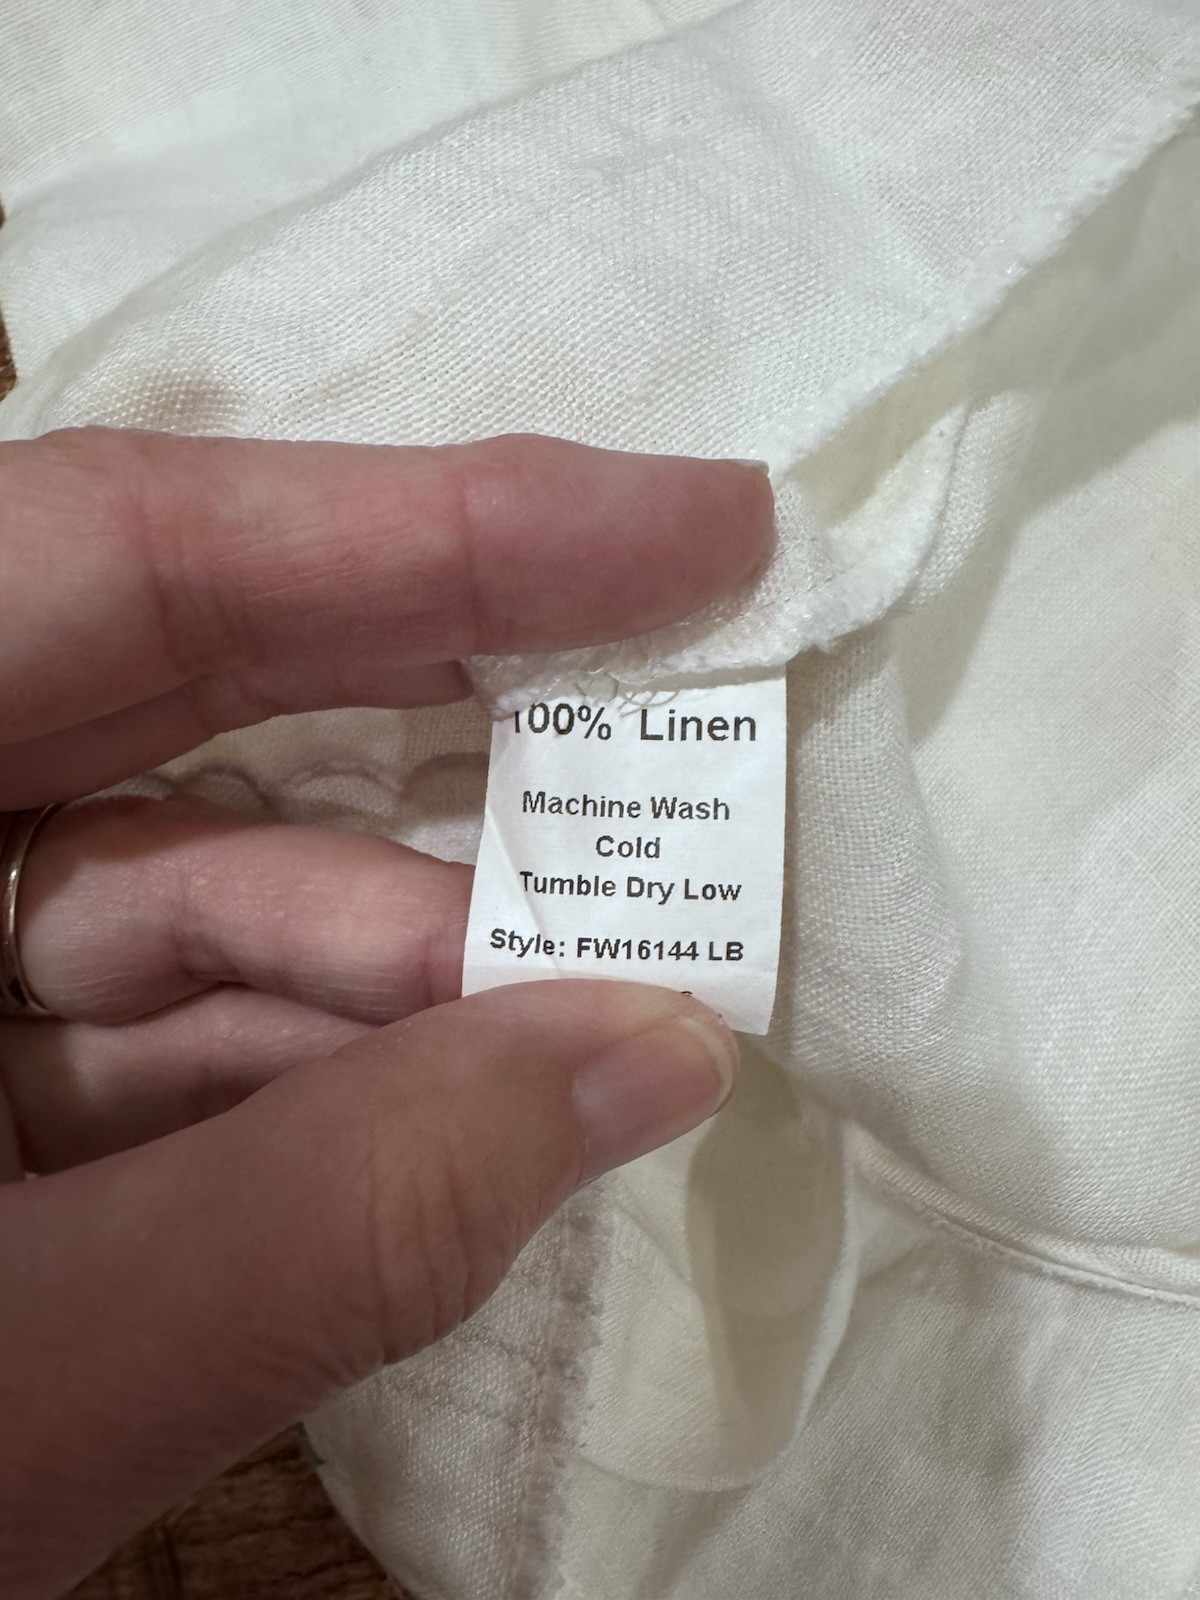 100% Linen
Machine Wash
Cold
Tumble Dry Low
Style: FW16144 LB